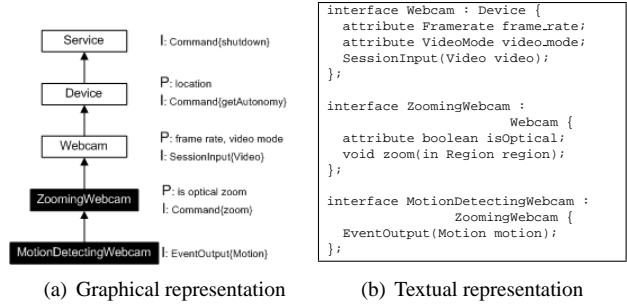 Service
I: Command{shutdown}
P: location
Device
I: Command{getAutonomy}
P: frame rate, video mode
Webcam
I: SessionInput{Video}
P: is optical zoom
ZoomingWebcam
I: Command{zoom}
MotionDetectingWebcam
I: EventOutput{Motion}
(a) Graphical representation
interface Webcam : Device {
attribute Framerate frame_rate;
attribute VideoMode video_mode;
SessionInput(Video video);
};
interface ZoomingWebcam :
Webcam {
attribute boolean isOptical;
void zoom(in Region region);
};
interface MotionDetectingWebcam :
ZoomingWebcam {
EventOutput(Motion motion);
};
(b) Textual representation